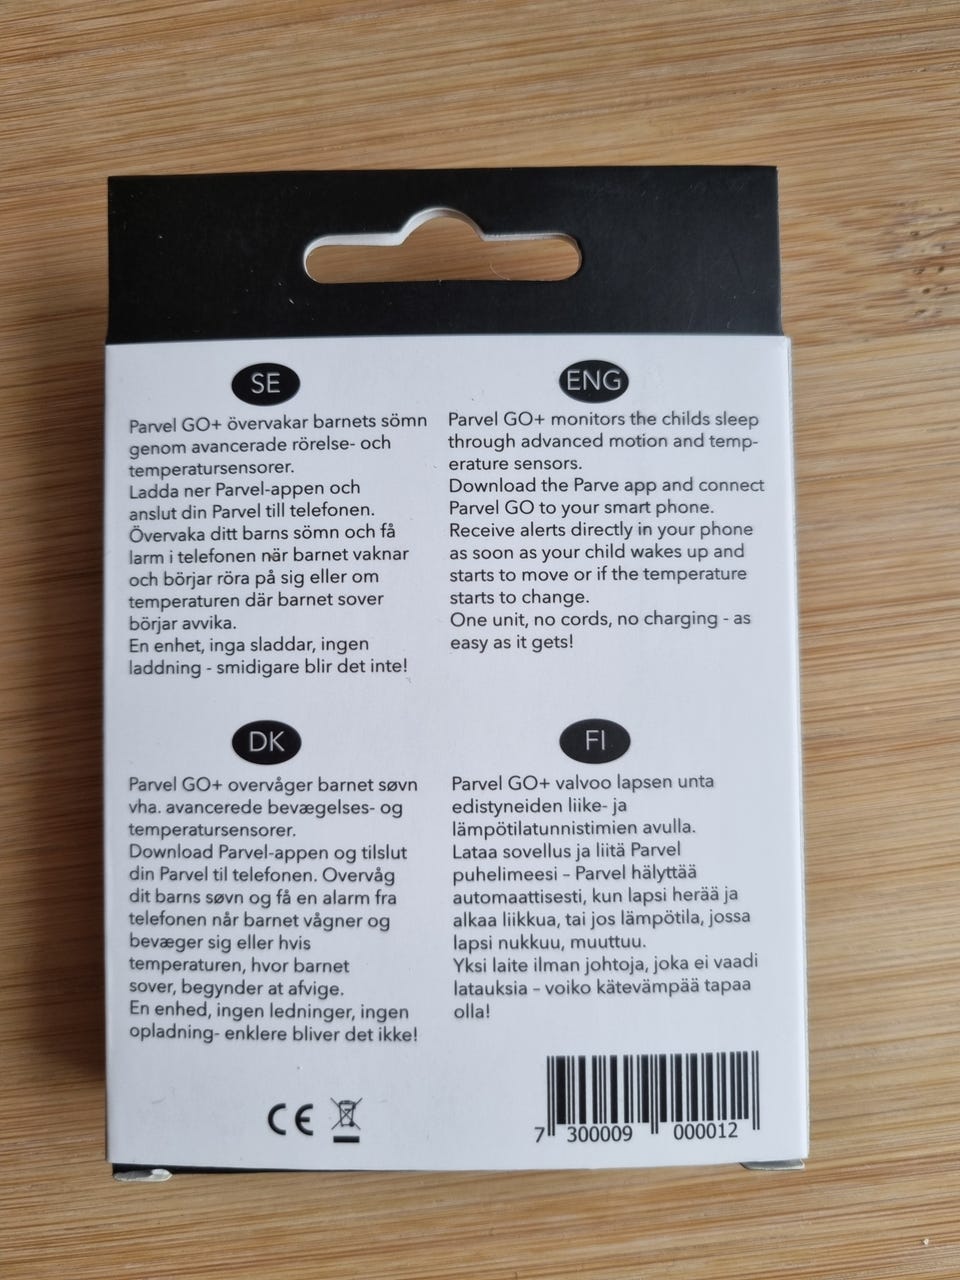 SE
Parvel GO+ övervakar barnets sömn
genom avancerade rörelse- och
temperatursensorer.
Ladda ner Parvel-appen och
anslut din Parvel till telefonen.
Övervaka ditt barns sömn och få
larm i telefonen när barnet vaknar
och börjar röra på sig eller om
temperaturen där barnet sover
börjar avvika.
En enhet, inga sladdar, ingen
laddning - smidigare blir det inte!
ENG
Parvel GO+ monitors the childs sleep
through advanced motion and temp-
erature sensors.
Download the Parve app and connect
Parvel GO to your smart phone.
Receive alerts directly in your phone
as soon as your child wakes up and
starts to move or if the temperature
starts to change.
One unit, no cords, no charging - as
easy as it gets!
DK
Parvel GO+ overvåger barnet søvn
vha. avancerede bevægelses- og
temperatursensorer.
Download Parvel-appen og tilslut
din Parvel til telefonen. Overvåg
dit barns søvn og få en alarm fra
telefonen når barnet vågner og
bevæger sig eller hvis
temperaturen, hvor barnet
sover, begynder at afvige.
En enhed, ingen ledninger, ingen
opladning- enklere bliver det ikke!
FI
Parvel GO+ valvoo lapsen unta
edistyneiden liike- ja
lämpötilatunnistimien avulla.
Lataa sovellus ja liitä Parvel
puhelimeesi – Parvel hälyttää
automaattisesti, kun lapsi herää ja
alkaa liikkua, tai jos lämpötila, jossa
lapsi nukkuu, muuttuu.
Yksi laite ilman johtoja, joka ei vaadi
latauksia – voiko kätevämpää tapaa
olla!
CE
7 300009 000012